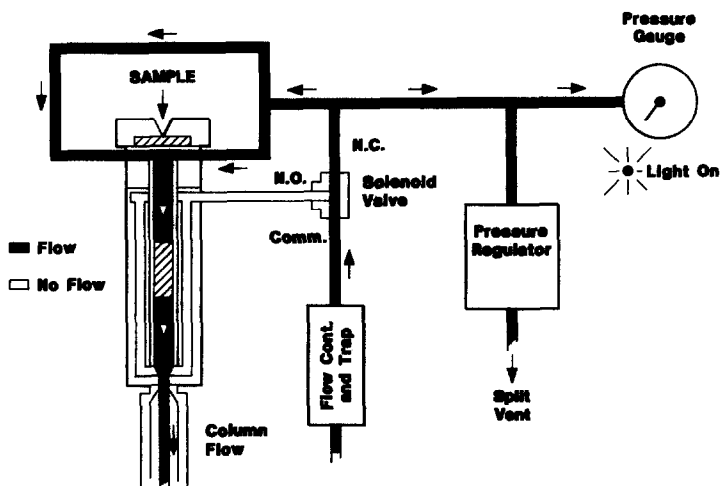 Pressure
Gauge
SAMPLE
N.C.
N.O.
Solenoid
Valve
Light On
Comm.
Pressure
Regulator
Flow
No Flow
Flow Cont.
and Trap
Split
Vent
Column
Flow